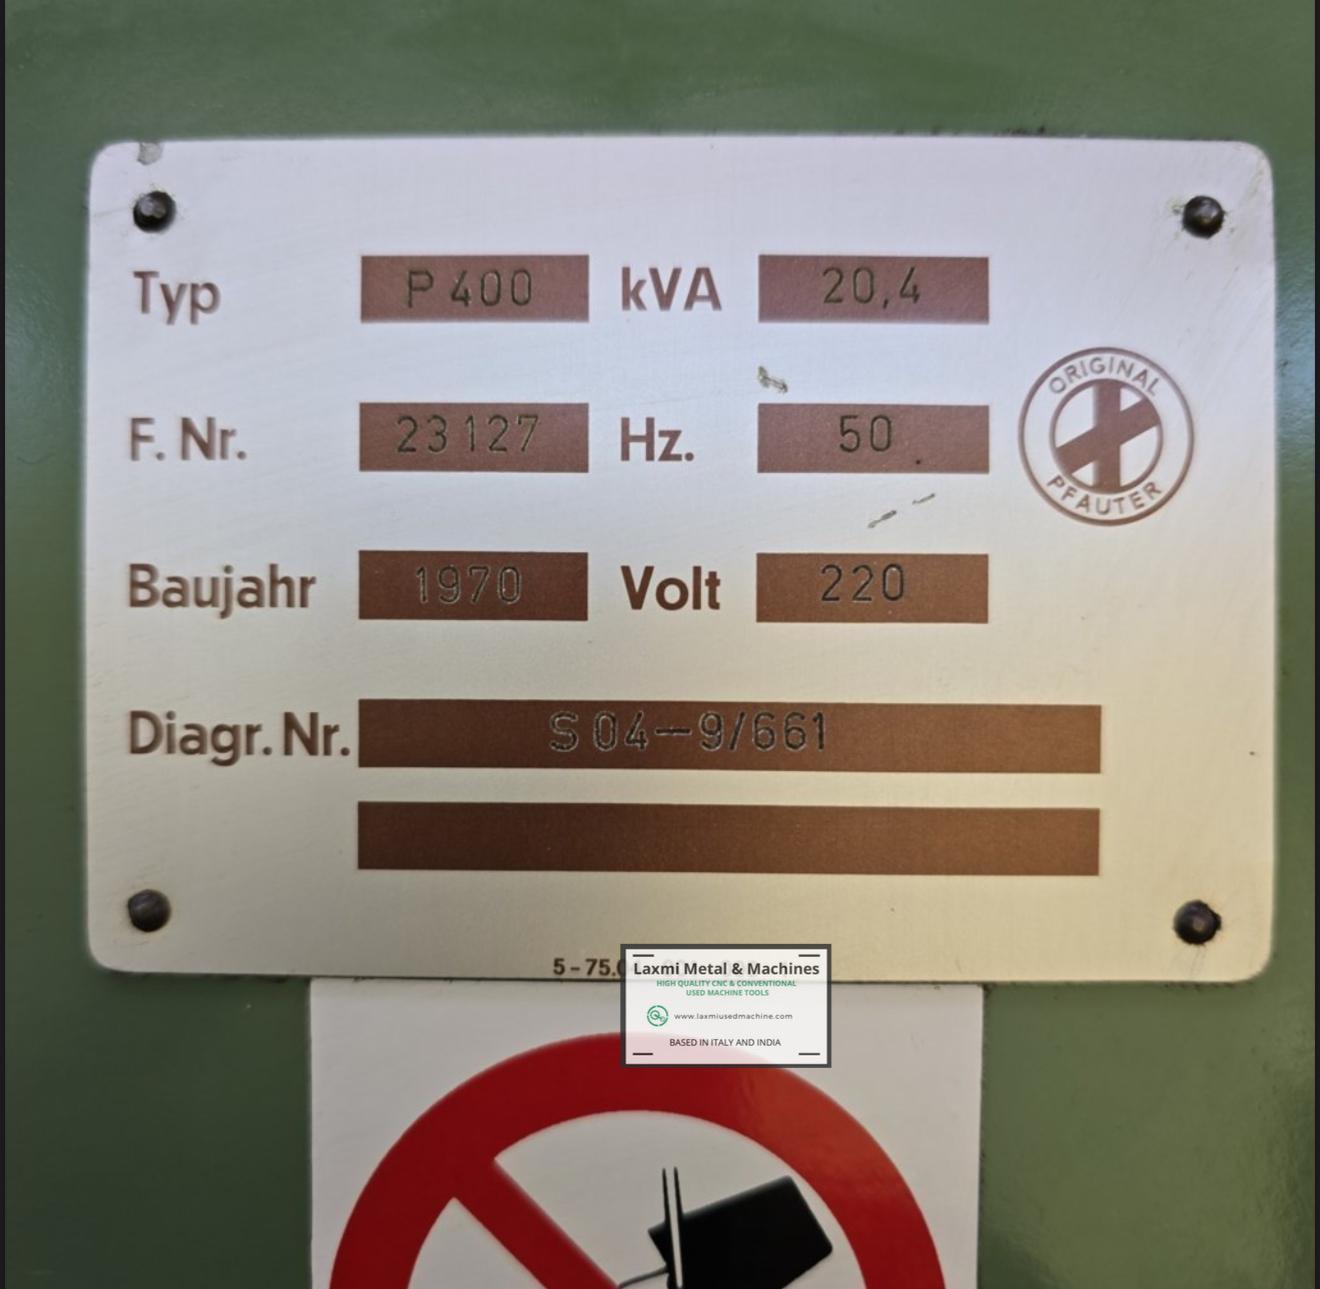 Typ P 400 kVA 20,4
F. Nr. 23127 Hz. 50
ORIGINAL
PFAUTER
Baujahr 1970 Volt 220
Diagr. Nr. S 04-9/661
Laxmi Metal & Machines
HIGH QUALITY CNC & CONVENTIONAL
USED MACHINE TOOLS
www.laxmiusedmachine.com
BASED IN ITALY AND INDIA